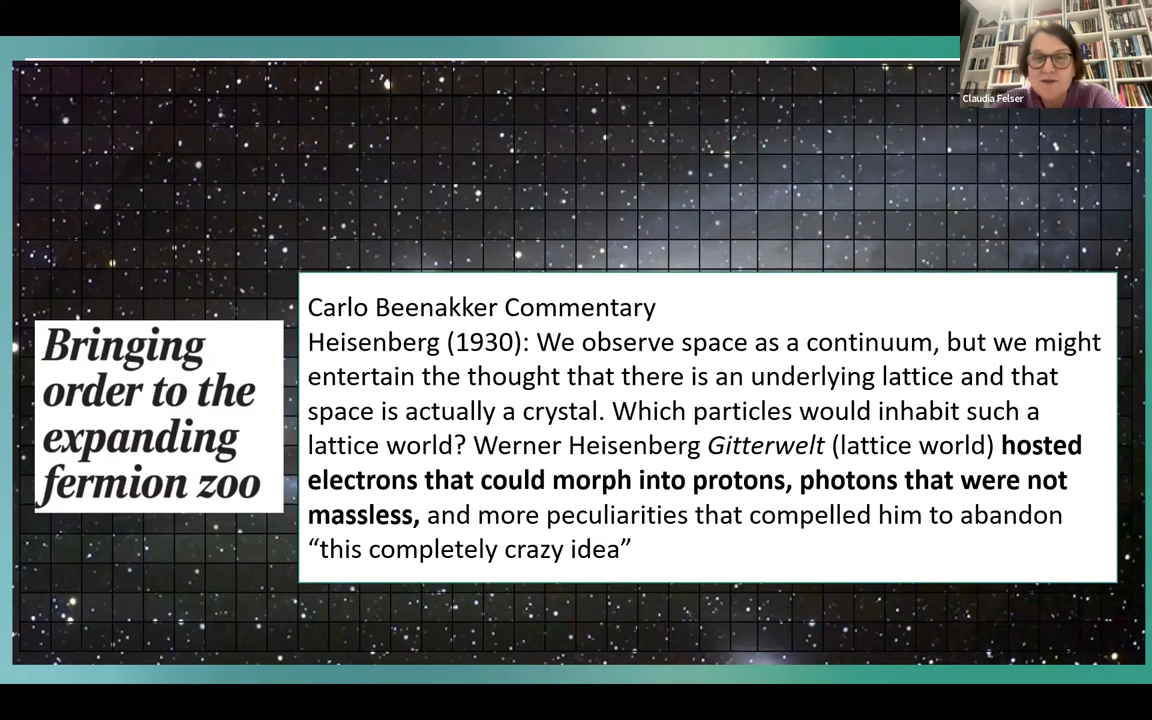 Claudia Felser
Bringing
order to the
expanding
fermion zoo
Carlo Beenakker Commentary
Heisenberg (1930): We observe space as a continuum, but we might
entertain the thought that there is an underlying lattice and that
space is actually a crystal. Which particles would inhabit such a
lattice world? Werner Heisenberg Gitterwelt (lattice world) hosted
electrons that could morph into protons, photons that were not
massless, and more peculiarities that compelled him to abandon
“this completely crazy idea”